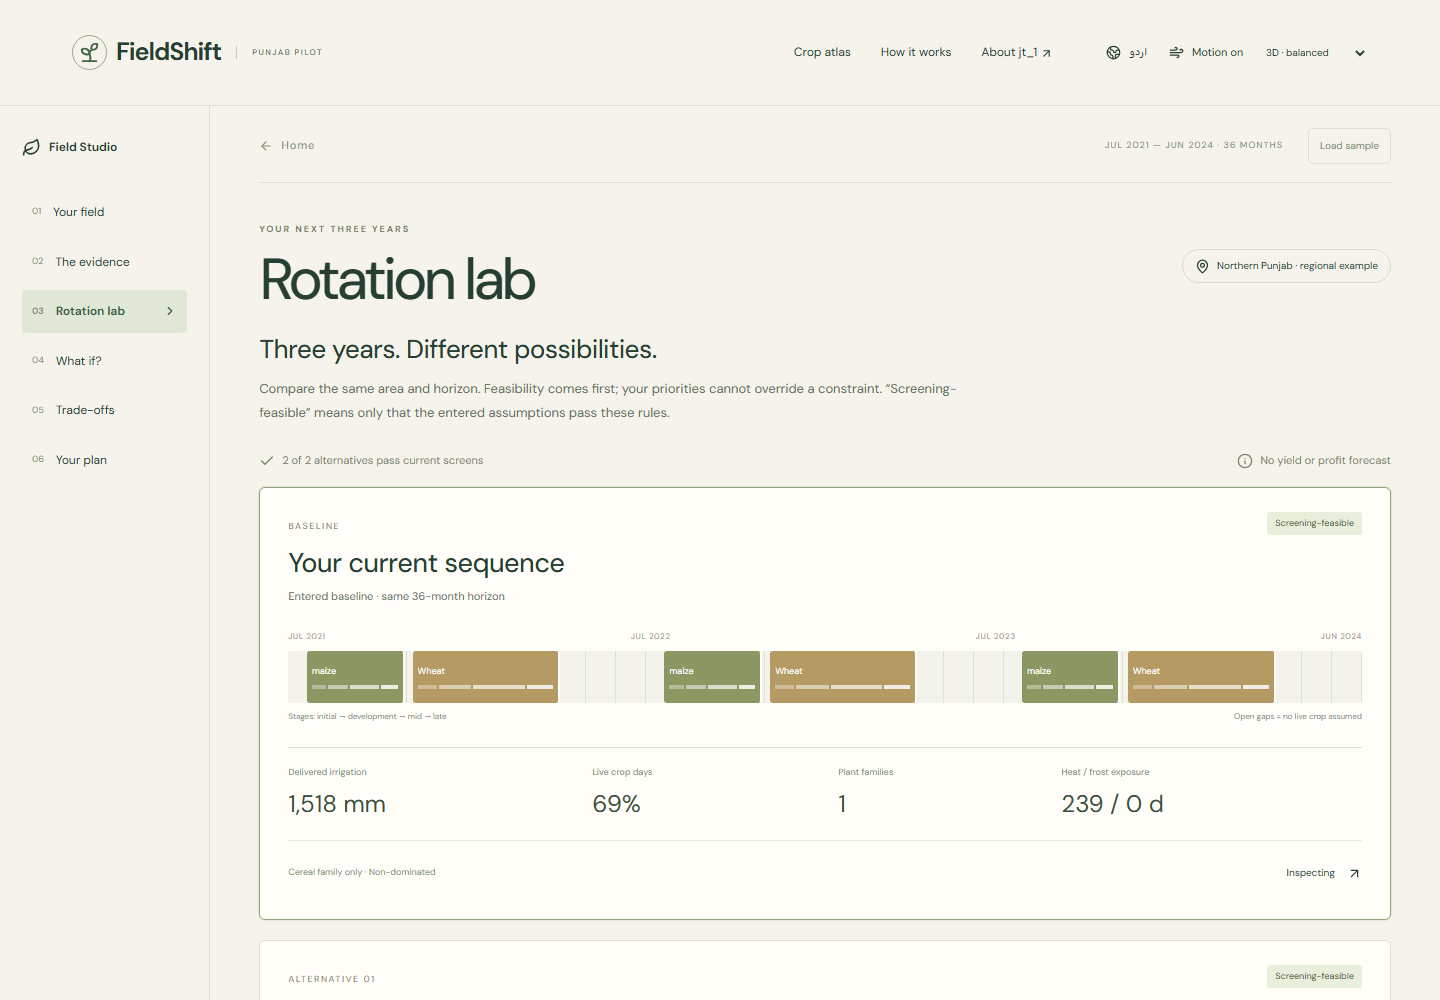 FieldShift
PUNJAB PILOT
Crop atlas
How it works
About jt_1
اردو
Motion on
3D · balanced
Field Studio
01 Your field
02 The evidence
03 Rotation lab
04 What if?
05 Trade-offs
06 Your plan
Home
JUL 2021 — JUN 2024 · 36 MONTHS
Load sample
YOUR NEXT THREE YEARS
Rotation lab
Northern Punjab · regional example
Three years. Different possibilities.
Compare the same area and horizon. Feasibility comes first; your priorities cannot override a constraint. “Screening-
feasible” means only that the entered assumptions pass these rules.
2 of 2 alternatives pass current screens
No yield or profit forecast
BASELINE
Screening-feasible
Your current sequence
Entered baseline · same 36-month horizon
JUL 2021 JUL 2022 JUL 2023 JUN 2024
maize Wheat maize Wheat maize Wheat
Stages: initial → development → mid → late
Open gaps = no live crop assumed
Delivered irrigation Live crop days Plant families Heat / frost exposure
1,518 mm 69% 1 239 / 0 d
Cereal family only · Non-dominated
Inspecting
ALTERNATIVE 01
Screening-feasible